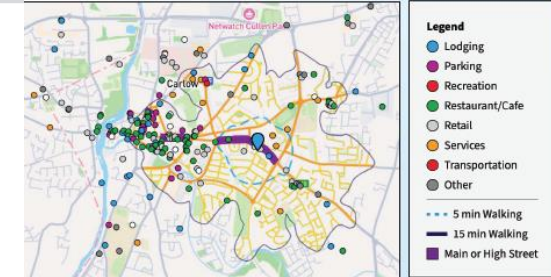 Netwatch Cullen Park
Carlow
Legend
Lodging
Parking
Recreation
Restaurant/Cafe
Retail
Services
Transportation
Other
5 min Walking
15 min Walking
Main or High Street